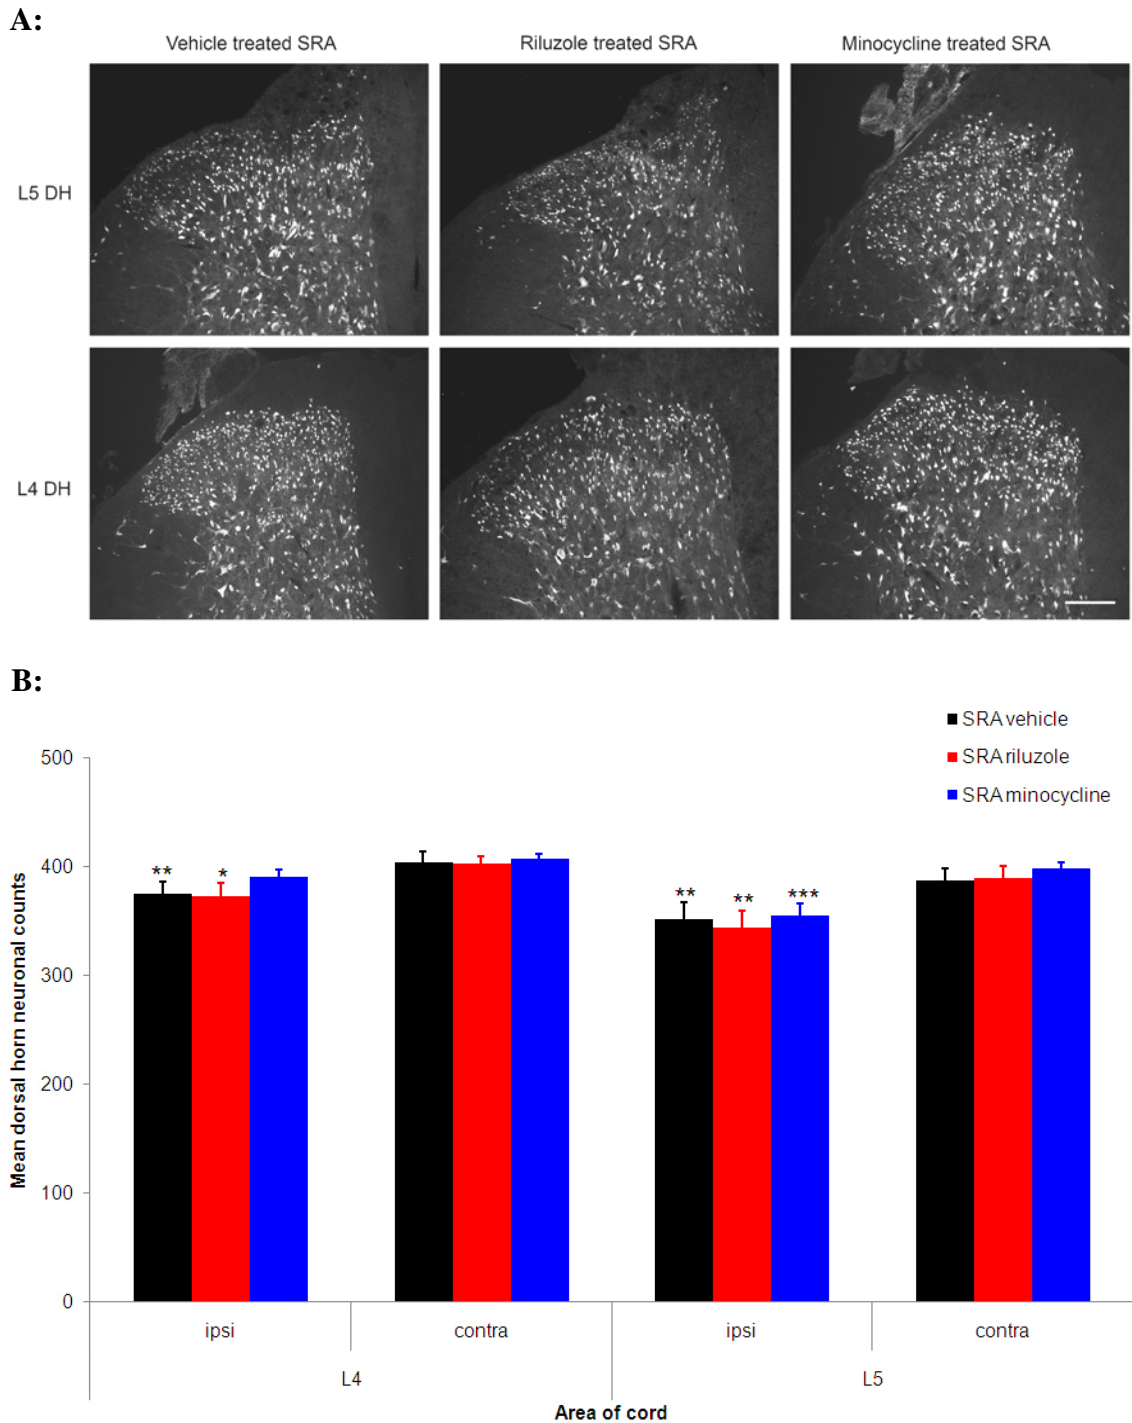 A:
Vehicle treated SRA
Riluzole treated SRA
Minocycline treated SRA
L5 DH
L4 DH
B:
SRA vehicle
SRA riluzole
SRA minocycline
Mean dorsal horn neuronal counts
500
400
300
200
100
0
**
*
**
**
***
ipsi
contra
ipsi
contra
L4
L5
Area of cord